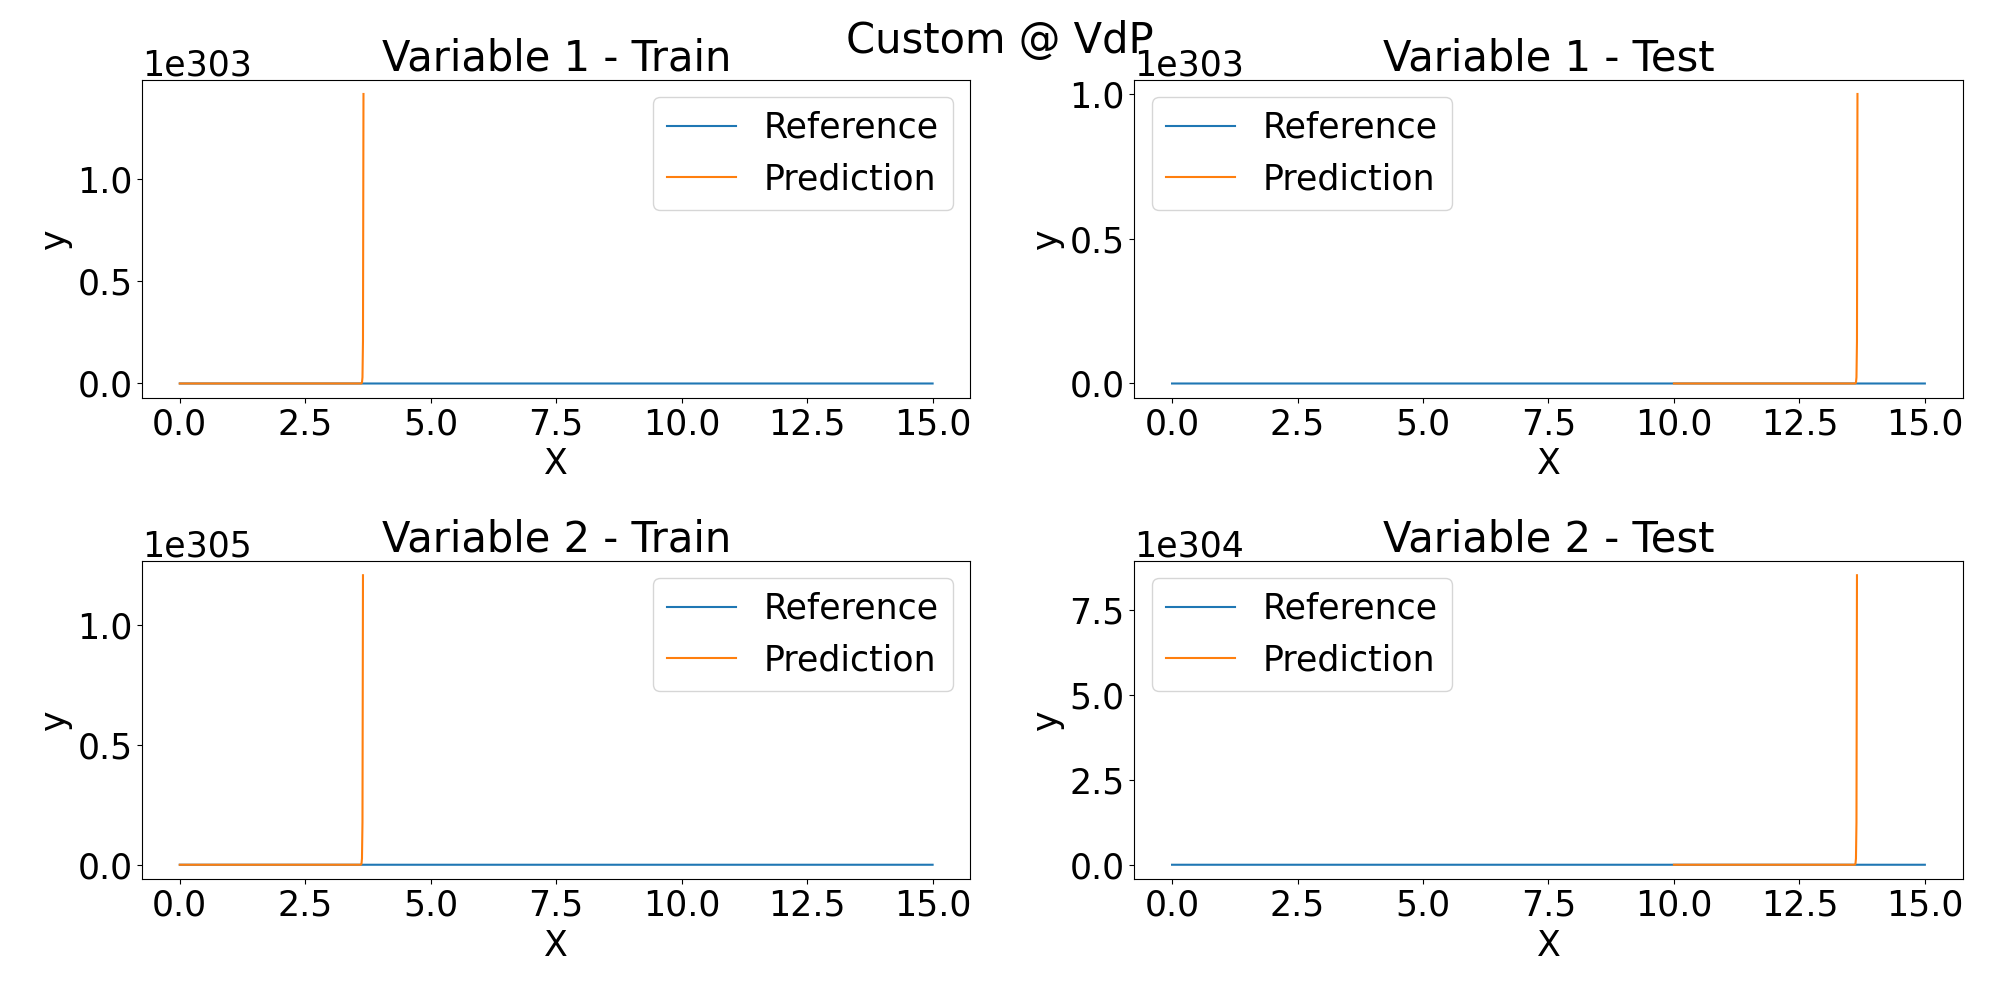 Custom @ VdP
1e303
Variable 1 - Train
y
1.0
0.5
0.0
Reference
Prediction
0.0 2.5 5.0 7.5 10.0 12.5 15.0
X
1e303
Variable 1 - Test
y
1.0
0.5
0.0
Reference
Prediction
0.0 2.5 5.0 7.5 10.0 12.5 15.0
X
1e305
Variable 2 - Train
y
1.0
0.5
0.0
Reference
Prediction
0.0 2.5 5.0 7.5 10.0 12.5 15.0
X
1e304
Variable 2 - Test
y
7.5
5.0
2.5
0.0
Reference
Prediction
0.0 2.5 5.0 7.5 10.0 12.5 15.0
X